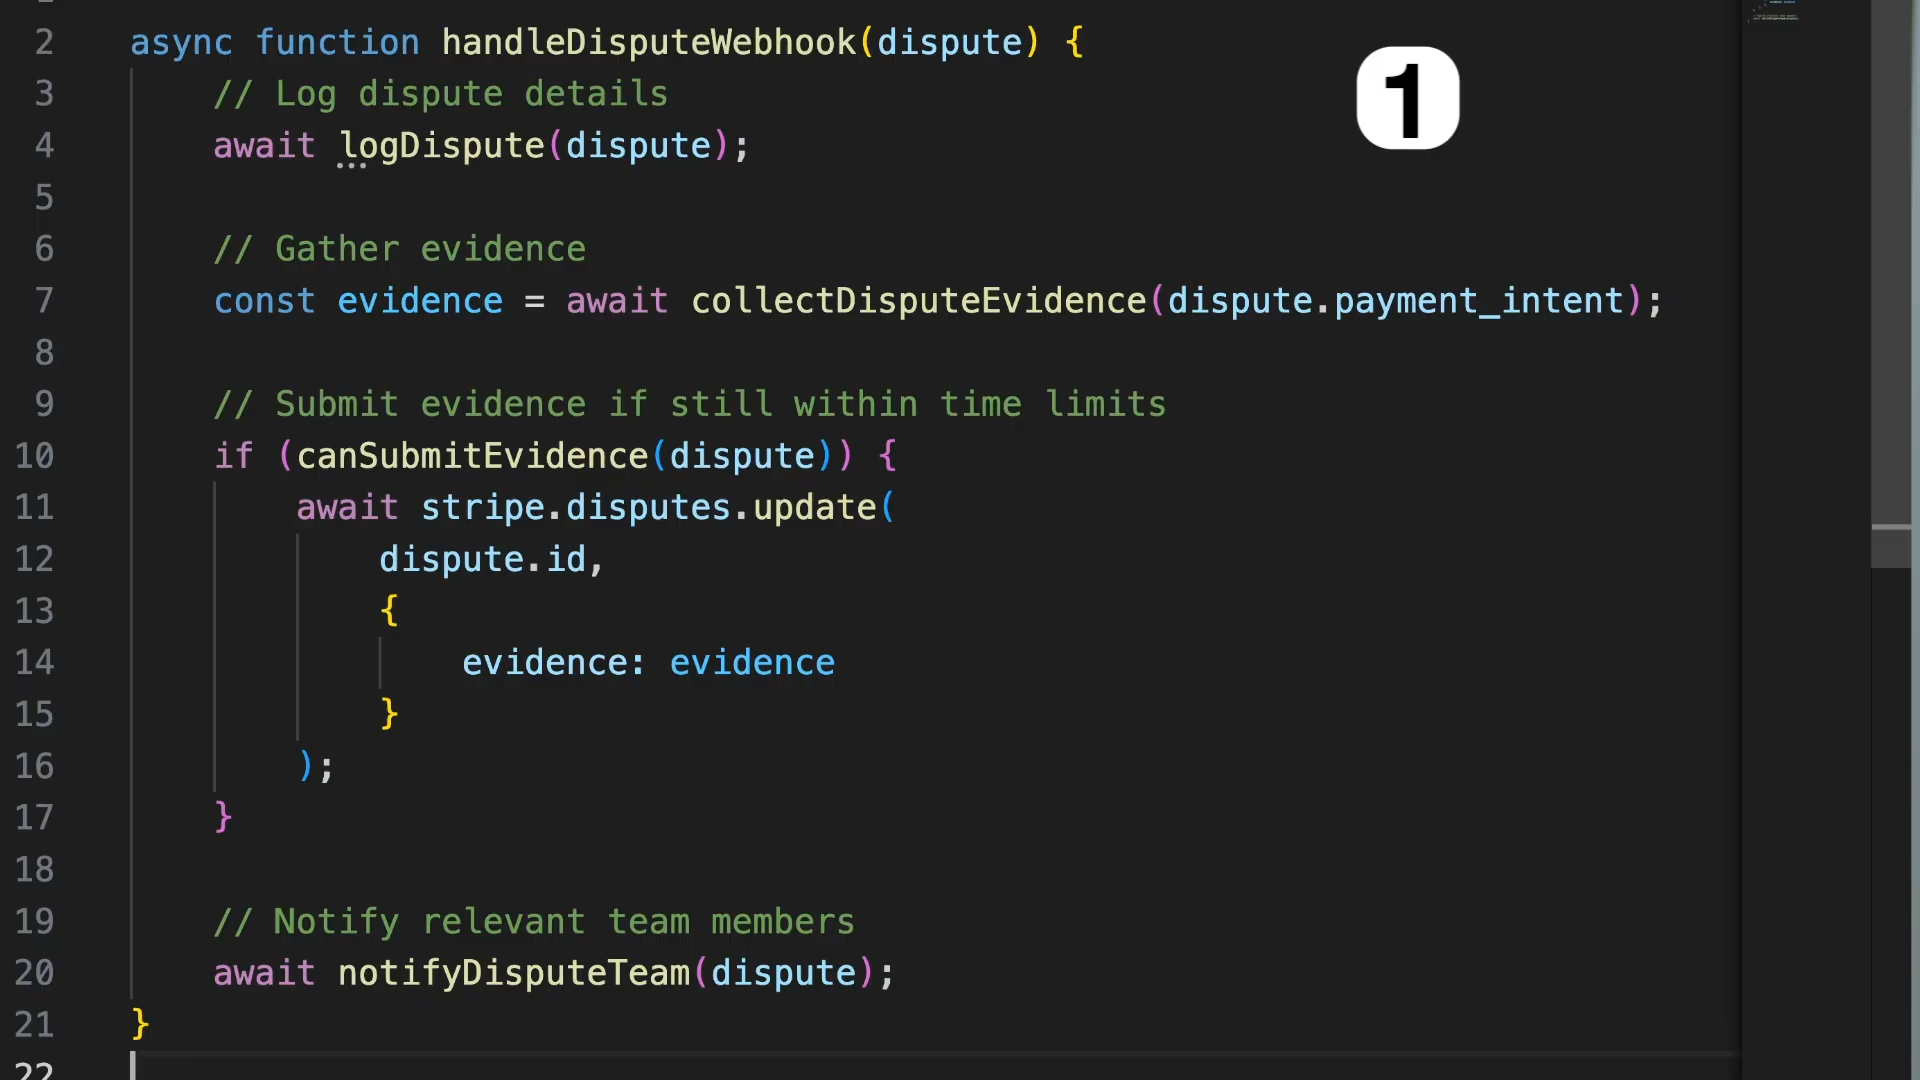 2 async function handleDisputeWebhook(dispute) {
1
3 // Log dispute details
4 await logDispute(dispute);
5
6 // Gather evidence
7 const evidence = await collectDisputeEvidence(dispute.payment_intent);
8
9 // Submit evidence if still within time limits
10 if (canSubmitEvidence(dispute)) {
11 await stripe.disputes.update(
12 dispute.id,
13 {
14 evidence: evidence
15 }
16 );
17 }
18
19 // Notify relevant team members
20 await notifyDisputeTeam(dispute);
21 }
22